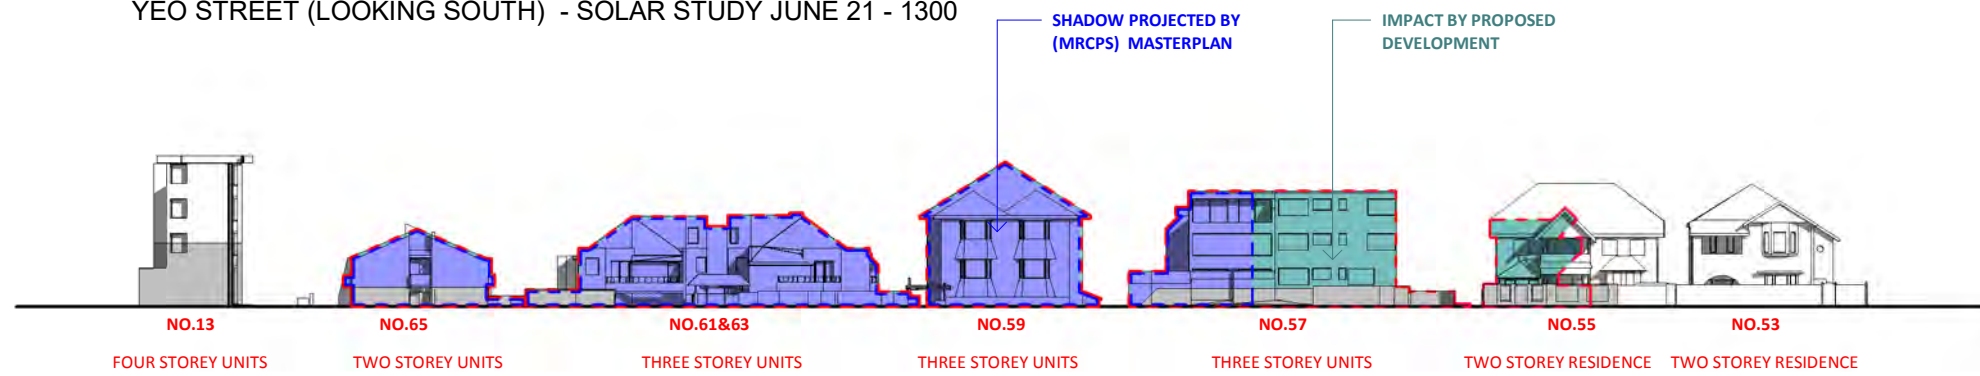 YEO STREET (LOOKING SOUTH) - SOLAR STUDY JUNE 21 - 1300
SHADOW PROJECTED BY
(MRCPS) MASTERPLAN
IMPACT BY PROPOSED
DEVELOPMENT
NO.13
FOUR STOREY UNITS
NO.65
TWO STOREY UNITS
NO.61&63
THREE STOREY UNITS
NO.59
THREE STOREY UNITS
NO.57
THREE STOREY UNITS
NO.55
TWO STOREY RESIDENCE
NO.53
TWO STOREY RESIDENCE